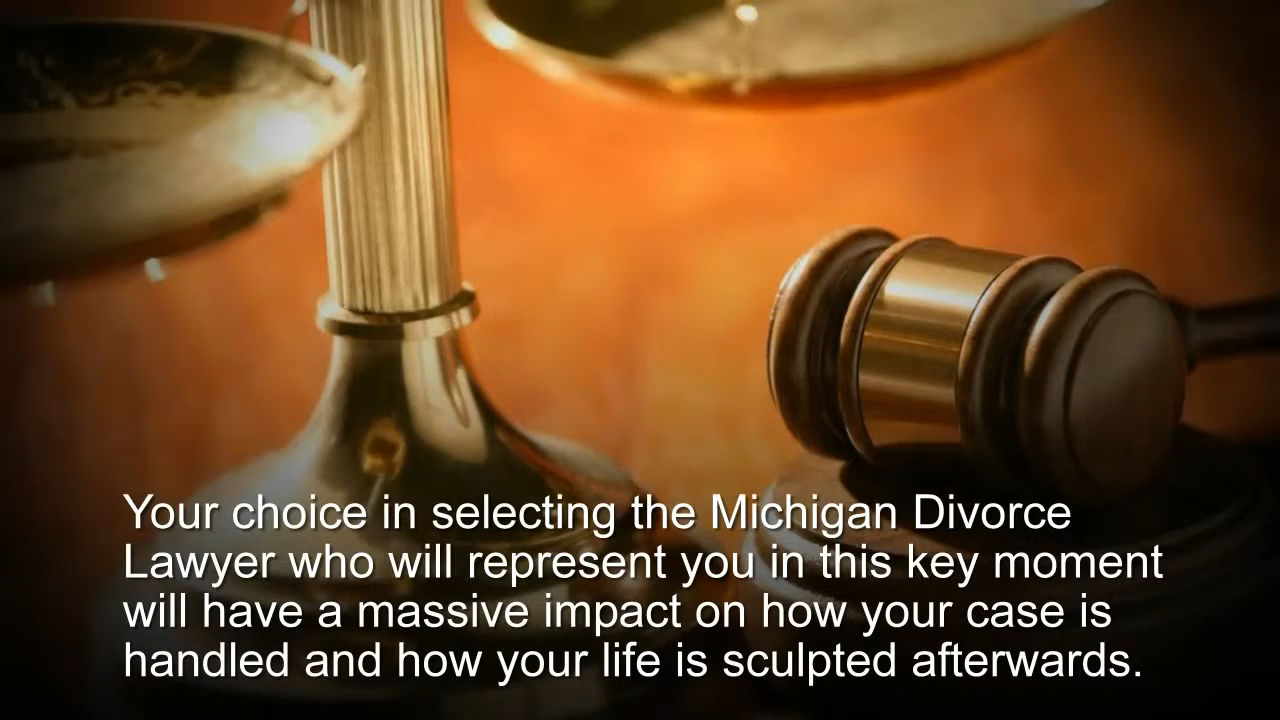 Your choice in selecting the Michigan Divorce
Lawyer who will represent you in this key moment
will have a massive impact on how your case is
handled and how your life is sculpted afterwards.